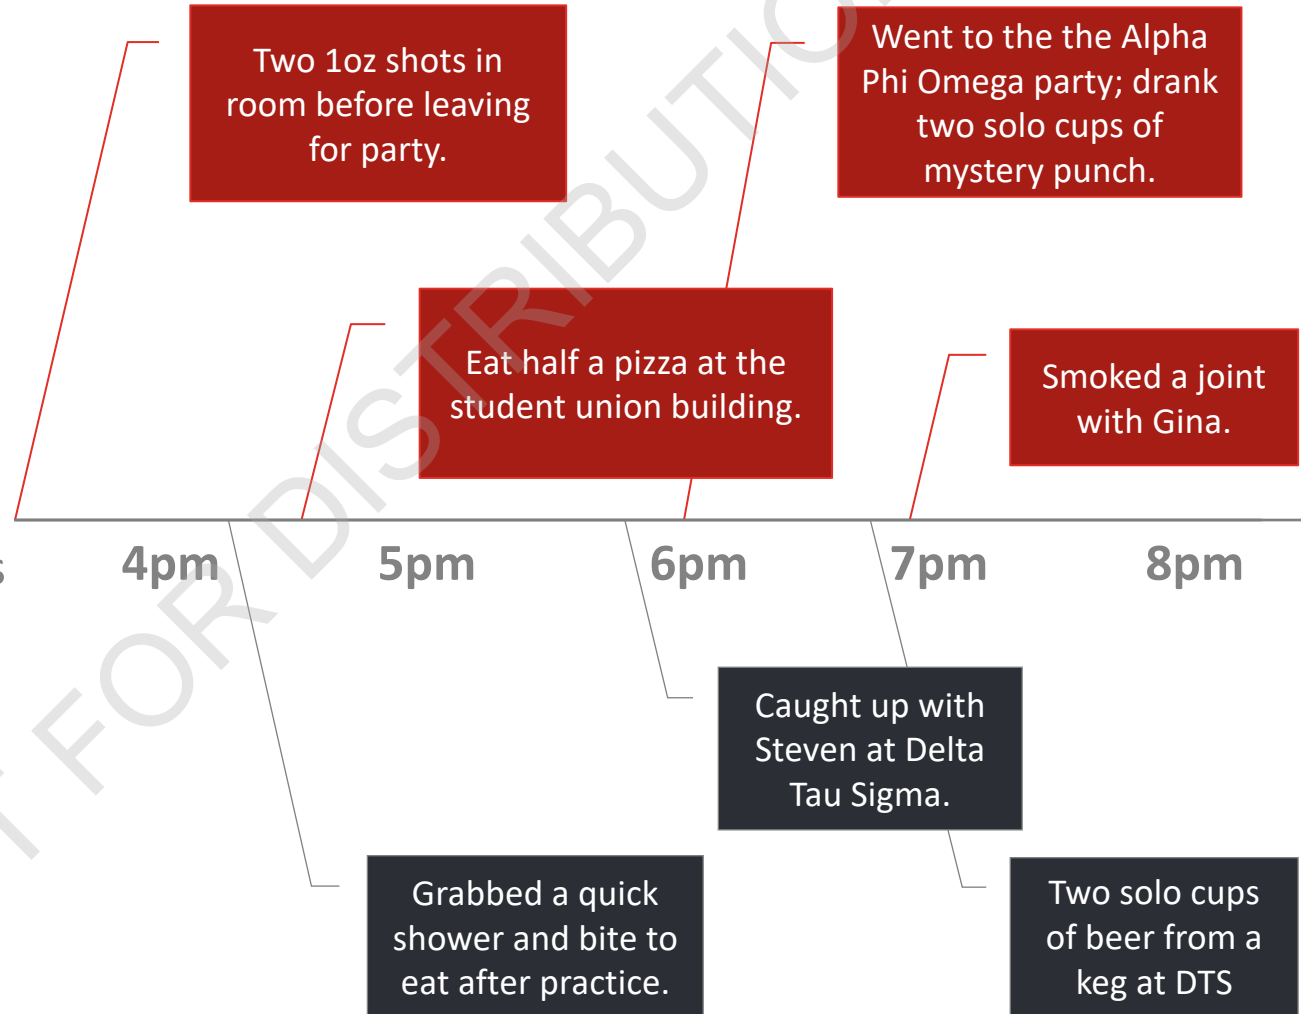 Two 1oz shots in
room before leaving
for party.
Went to the the Alpha
Phi Omega party; drank
two solo cups of
mystery punch.
Eat half a pizza at the
student union building.
Smoked a joint
with Gina.
s 4pm 5pm 6pm 7pm 8pm
Caught up with
Steven at Delta
Tau Sigma.
Grabbed a quick
shower and bite to
eat after practice.
Two solo cups
of beer from a
keg at DTS
T FOR DISTRIBUTIO